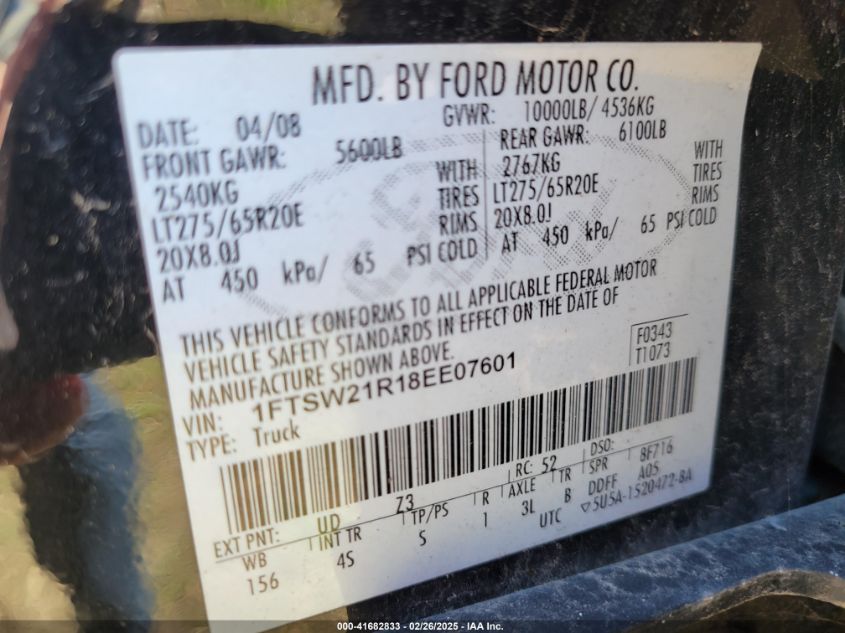 MFD. BY FORD MOTOR CO.
DATE: 04/08 GVWR: 10000LB/ 4536KG
FRONT GAWR: 5600LB REAR GAWR: 6100LB
2540KG WITH 2767KG WITH
LT275/65R20E TIRES LT275/65R20E TIRES
20X8.0J RIMS 20X8.0J RIMS
AT 450 kPa/ 65 PSI COLD AT 450 kPa/ 65 PSI COLD
THIS VEHICLE CONFORMS TO ALL APPLICABLE FEDERAL MOTOR
VEHICLE SAFETY STANDARDS IN EFFECT ON THE DATE OF
MANUFACTURE SHOWN ABOVE.
F0343
VIN: 1FTSW21R18EE07601 T1073
TYPE: Truck
EXT PNT: UD Z3 RC: 52 DSO:
WB INT TR TP/PS R AXLE TR SPR 8F716
156 4S S 1 3L B DDFF A05
UTC ▽5U5A-1520472-BA
000-41682833 / 02/26/2025 / IAA Inc.